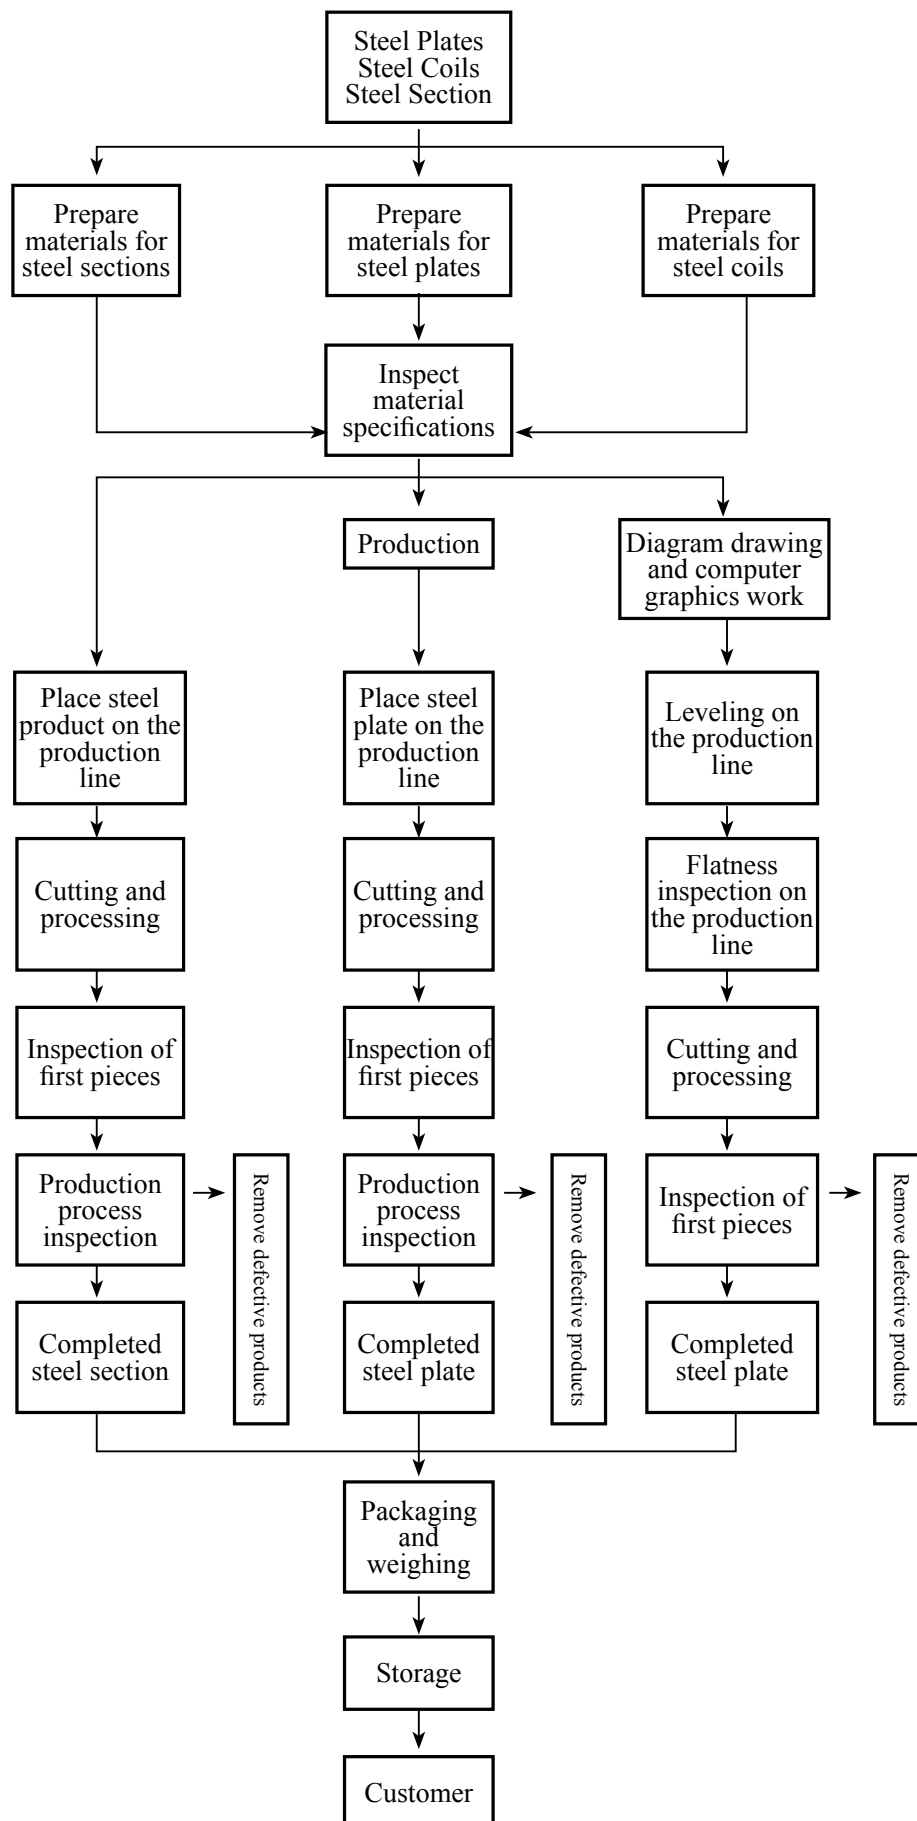 Steel Plates
Steel Coils
Steel Section
Prepare
materials for
steel sections
Prepare
materials for
steel plates
Prepare
materials for
steel coils
Inspect
material
specifications
Production
Diagram drawing
and computer
graphics work
Place steel
product on the
production
line
Place steel
plate on the
production
line
Leveling on
the production
line
Cutting and
processing
Cutting and
processing
Flatness
inspection on
the production
line
Inspection of
first pieces
Inspection of
first pieces
Cutting and
processing
Production
process
inspection
Remove defective products
Production
process
inspection
Remove defective products
Inspection of
first pieces
Remove defective products
Completed
steel section
Completed
steel plate
Completed
steel plate
Packaging
and
weighing
Storage
Customer